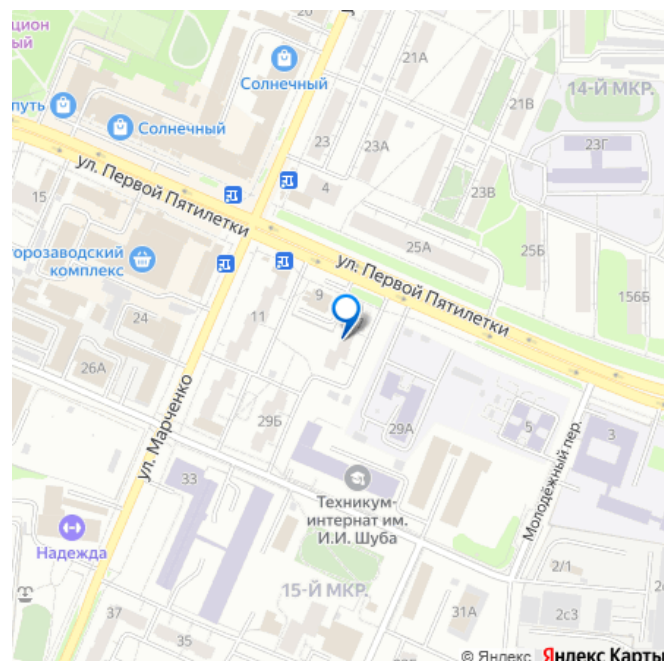 цион
ый
20
21А
Солнечный
21В
14-Й МКР.
путь
Солнечный
23
23А
23Г
ул. Первой Пятилетки
4
23В
15
25А
25Б
орозаводский
комплекс
ул. Первой Пятилетки
156Б
9
24
11
26А
ул. Марченко
29Б
29А
5
3
Молодёжный пер.
33
Техникум-
интернат им.
И.И. Шуба
Надежда
2/1
15-Й МКР.
37
31А
2с3
35
© Яндекс Яндекс Карты